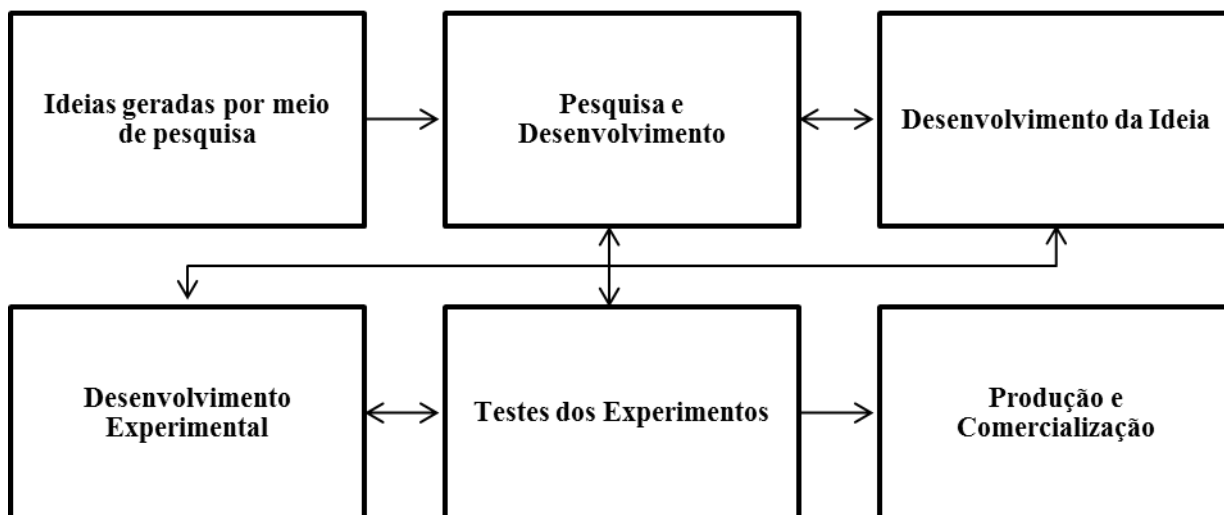 Ideias geradas por meio
de pesquisa
Pesquisa e
Desenvolvimento
Desenvolvimento da Ideia
Desenvolvimento
Experimental
Testes dos Experimentos
Produção e
Comercialização